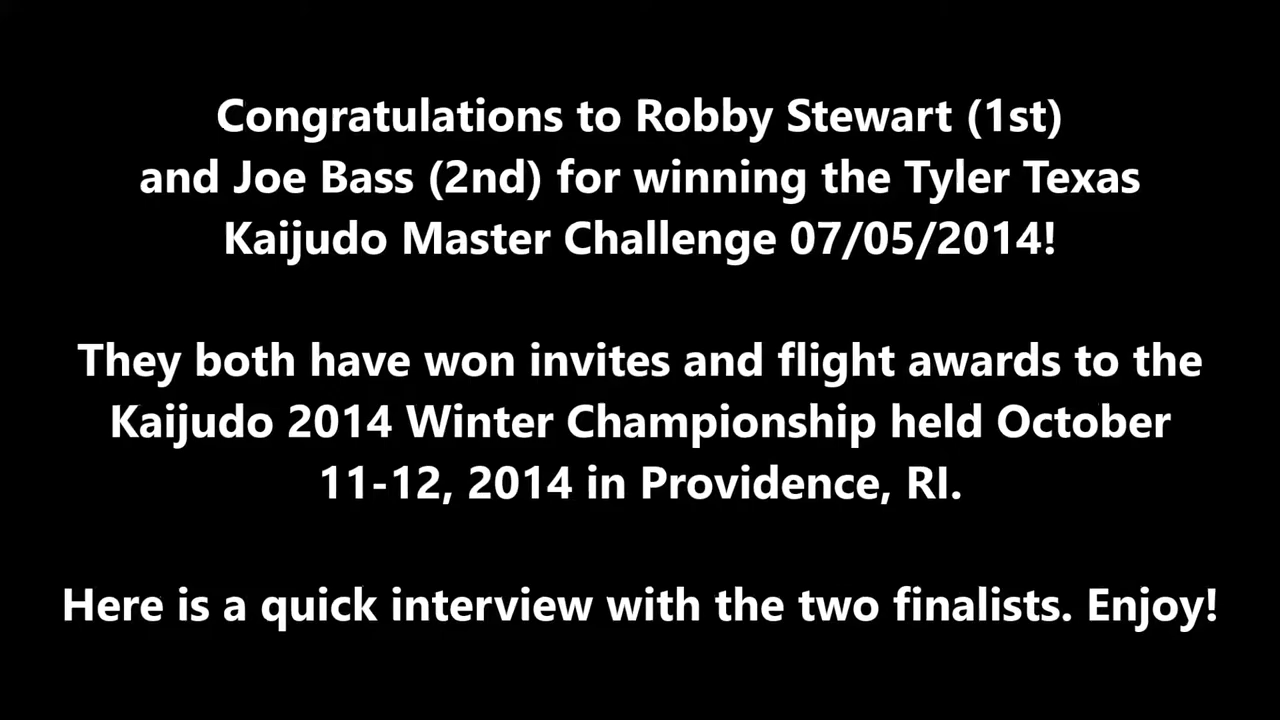 Congratulations to Robby Stewart (1st)
and Joe Bass (2nd) for winning the Tyler Texas
Kaijudo Master Challenge 07/05/2014!
They both have won invites and flight awards to the
Kaijudo 2014 Winter Championship held October
11-12, 2014 in Providence, RI.
Here is a quick interview with the two finalists. Enjoy!